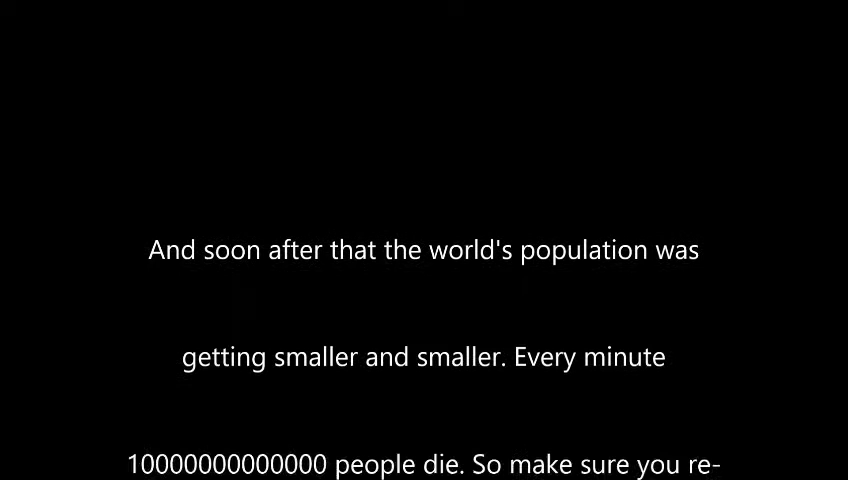 And soon after that the world's population was
getting smaller and smaller. Every minute
10000000000000 people die. So make sure you re-